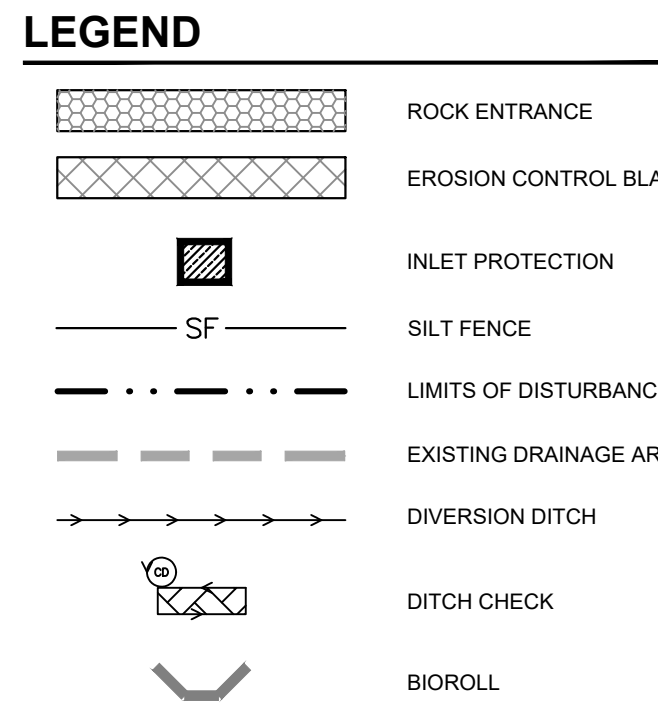 LEGEND
ROCK ENTRANCE
EROSION CONTROL BLA
INLET PROTECTION
SF SILT FENCE
LIMITS OF DISTURBANC
EXISTING DRAINAGE AR
DIVERSION DITCH
CD
DITCH CHECK
BIOROLL